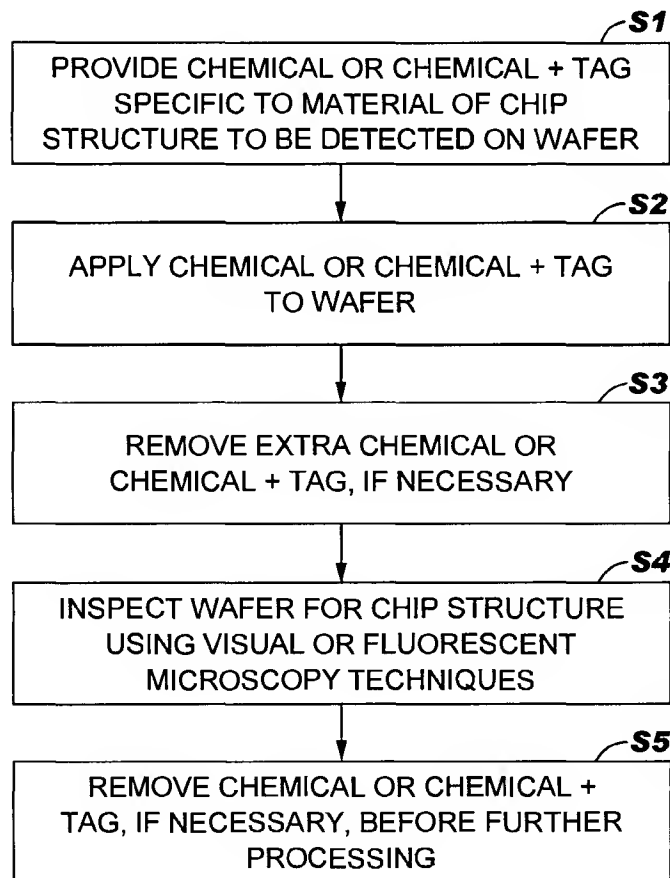 S1
PROVIDE CHEMICAL OR CHEMICAL + TAG
SPECIFIC TO MATERIAL OF CHIP
STRUCTURE TO BE DETECTED ON WAFER
S2
APPLY CHEMICAL OR CHEMICAL + TAG
TO WAFER
S3
REMOVE EXTRA CHEMICAL OR
CHEMICAL + TAG, IF NECESSARY
S4
INSPECT WAFER FOR CHIP STRUCTURE
USING VISUAL OR FLUORESCENT
MICROSCOPY TECHNIQUES
S5
REMOVE CHEMICAL OR CHEMICAL +
TAG, IF NECESSARY, BEFORE FURTHER
PROCESSING